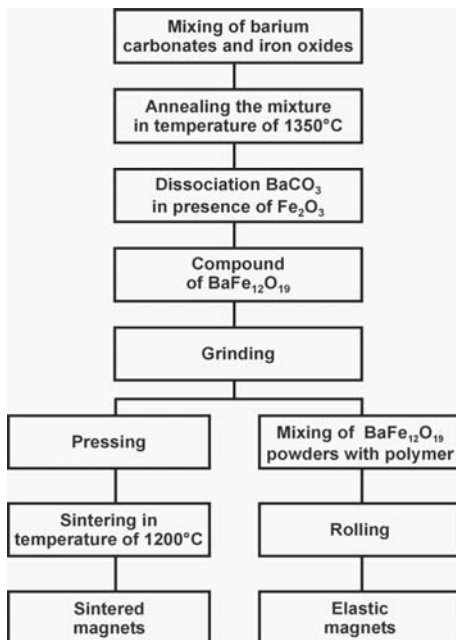 Mixing of barium
carbonates and iron oxides
Annealing the mixture
in temperature of 1350°C
Dissociation BaCO₃
in presence of Fe₂O₃
Compound
of BaFe₁₂O₁₉
Grinding
Pressing
Mixing of BaFe₁₂O₁₉
powders with polymer
Sintering in
temperature of 1200°C
Rolling
Sintered
magnets
Elastic
magnets